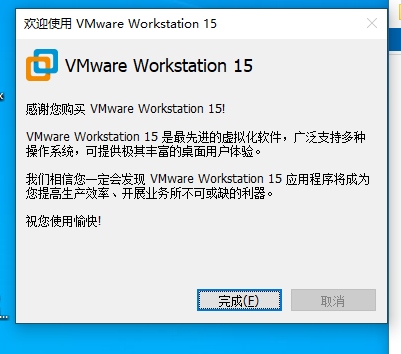 欢迎使用 VMware Workstation 15
VMware Workstation 15
感谢您购买 VMware Workstation 15!
VMware Workstation 15 是最先进的虚拟化软件，广泛支持多种
操作系统，可提供极其丰富的桌面用户体验。
我们相信您一定会发现 VMware Workstation 15 应用程序将成为
您提高生产效率、开展业务所不可或缺的利器。
祝您使用愉快!
完成(F)
取消